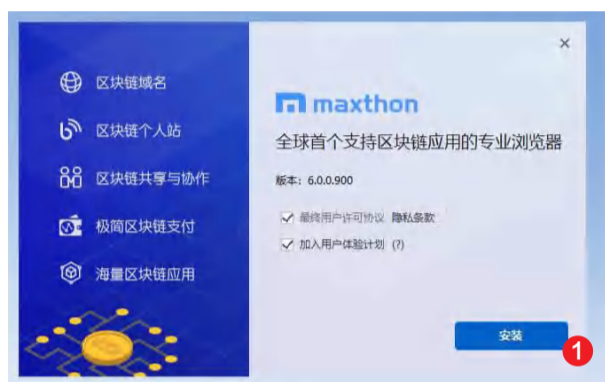 区块链域名
区块链个人站
区块链共享与协作
极简区块链支付
海量区块链应用
maxthon
全球首个支持区块链应用的专业浏览器
版本：6.0.0.900
最终用户许可协议 隐私条款
加入用户体验计划 (?)
安装
1